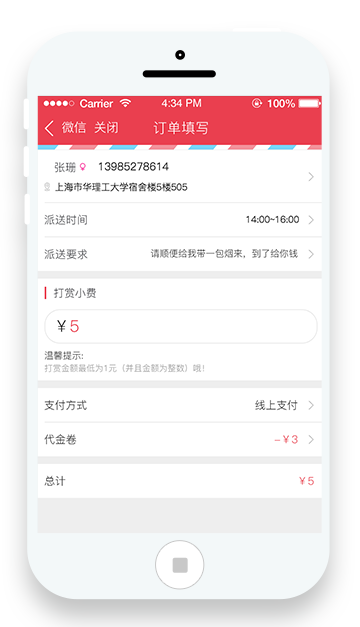 Carrier 4:34 PM 100%
微信 关闭 订单填写
张珊 13985278614
上海市华理工大学宿舍楼5楼505
派送时间 14:00~16:00
派送要求 请顺便给我带一包烟来，到了给你钱
打赏小费
￥5
温馨提示:
打赏金额最低为1元（并且金额为整数）哦！
支付方式 线上支付
代金卷 -￥3
总计 ￥5